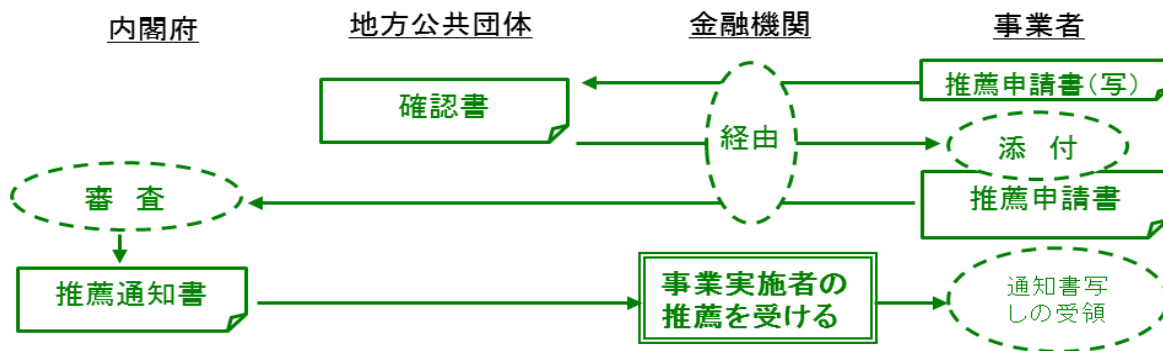 内閣府 地方公共団体 金融機関 事業者
推薦申請書(写)
確認書
経由
添 付
審 査
推薦申請書
推薦通知書
事業実施者の
推薦を受ける
通知書写
しの受領